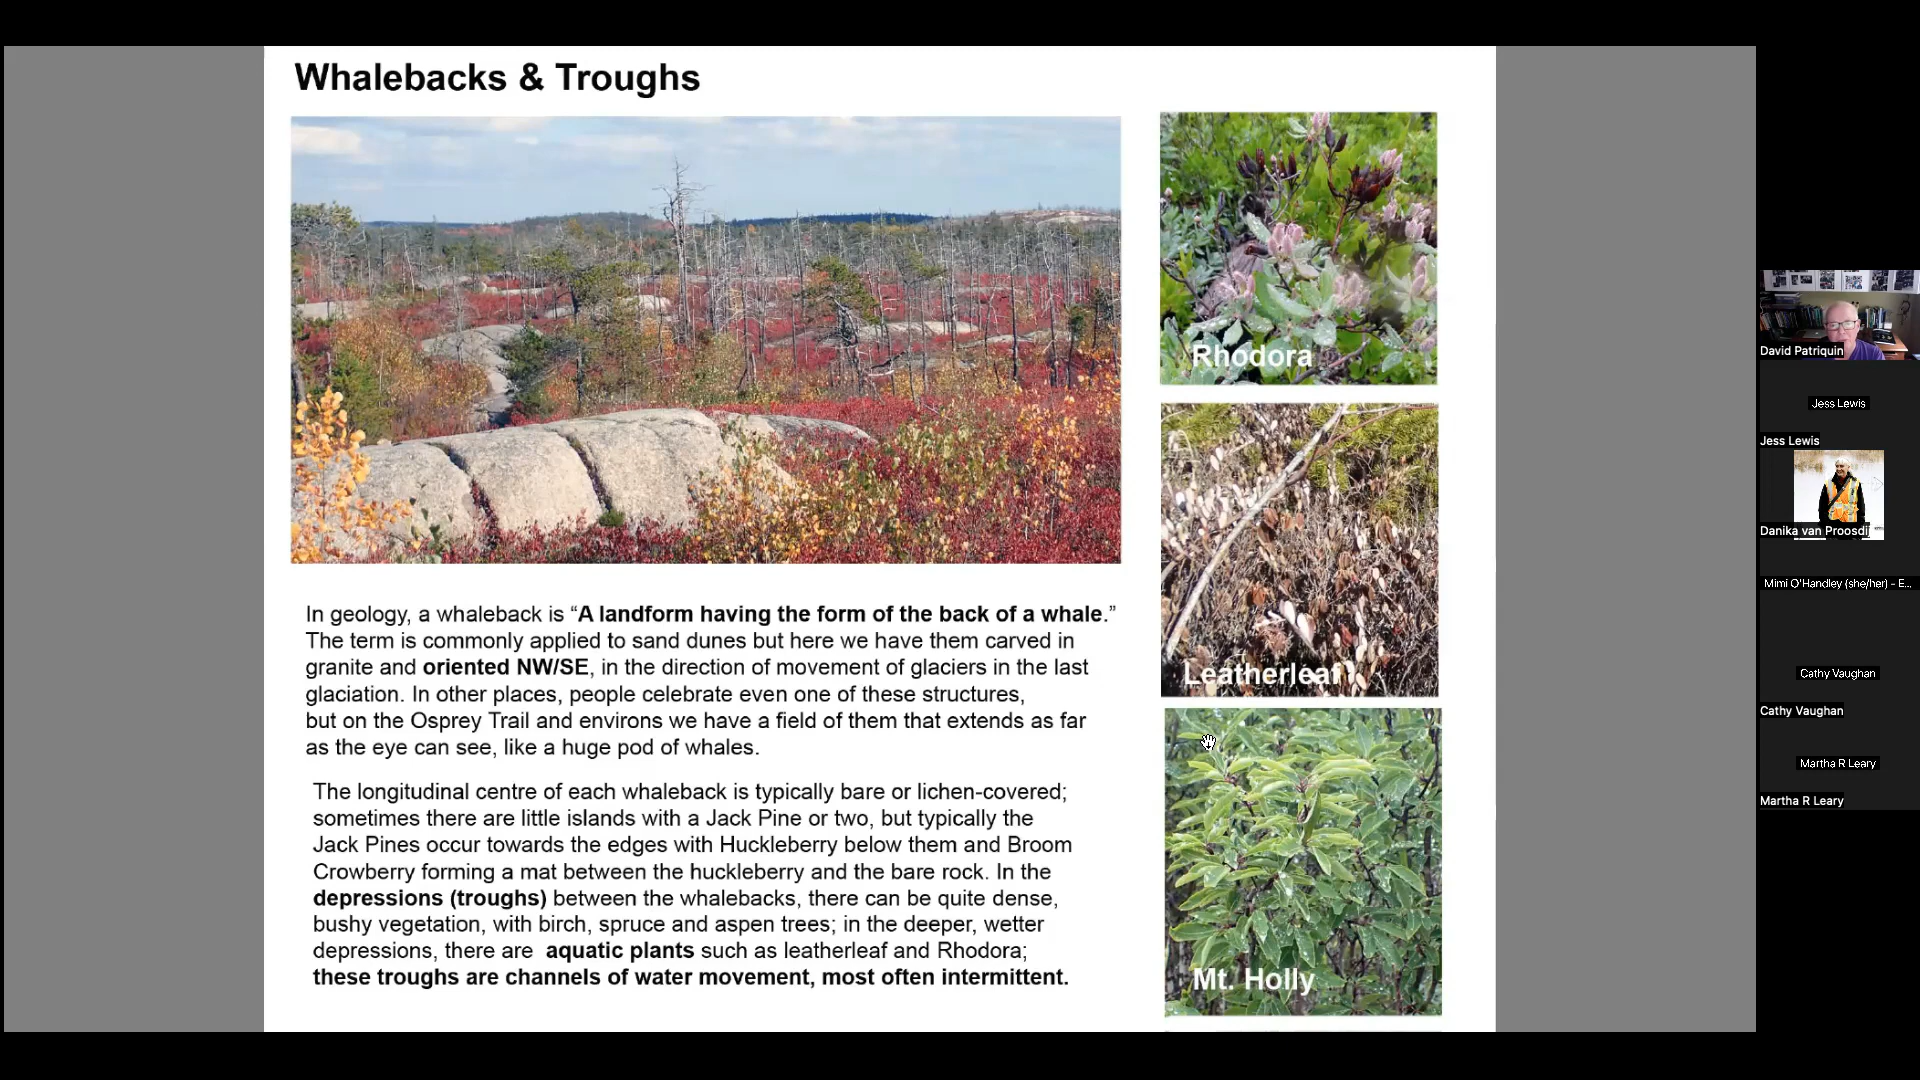 Whalebacks & Troughs
Rhodora
Leatherleaf
Mt. Holly
In geology, a whaleback is “A landform having the form of the back of a whale.”
The term is commonly applied to sand dunes but here we have them carved in
granite and oriented NW/SE, in the direction of movement of glaciers in the last
glaciation. In other places, people celebrate even one of these structures,
but on the Osprey Trail and environs we have a field of them that extends as far
as the eye can see, like a huge pod of whales.
The longitudinal centre of each whaleback is typically bare or lichen-covered;
sometimes there are little islands with a Jack Pine or two, but typically the
Jack Pines occur towards the edges with Huckleberry below them and Broom
Crowberry forming a mat between the huckleberry and the bare rock. In the
depressions (troughs) between the whalebacks, there can be quite dense,
bushy vegetation, with birch, spruce and aspen trees; in the deeper, wetter
depressions, there are aquatic plants such as leatherleaf and Rhodora;
these troughs are channels of water movement, most often intermittent.
David Patriquin
Jess Lewis
Jess Lewis
Danika van Proosdij
Mimi O'Handley (she/her) - E...
Cathy Vaughan
Cathy Vaughan
Martha R Leary
Martha R Leary